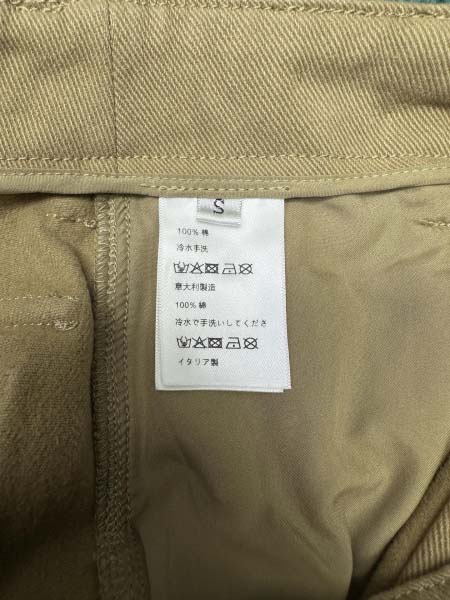 S
100% 棉
冷水手洗
意大利製造
100% 綿
冷水で手洗いしてくださ
イタリア製